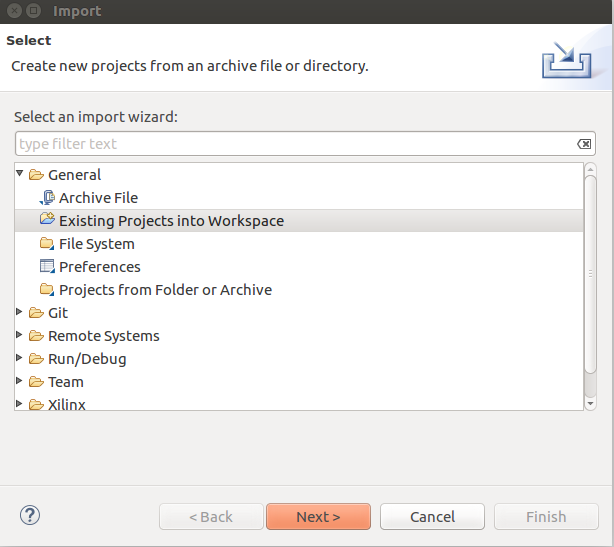 Import
Select
Create new projects from an archive file or directory.
Select an import wizard:
type filter text
General
Archive File
Existing Projects into Workspace
File System
Preferences
Projects from Folder or Archive
Git
Remote Systems
Run/Debug
Team
Xilinx
?
< Back Next > Cancel Finish